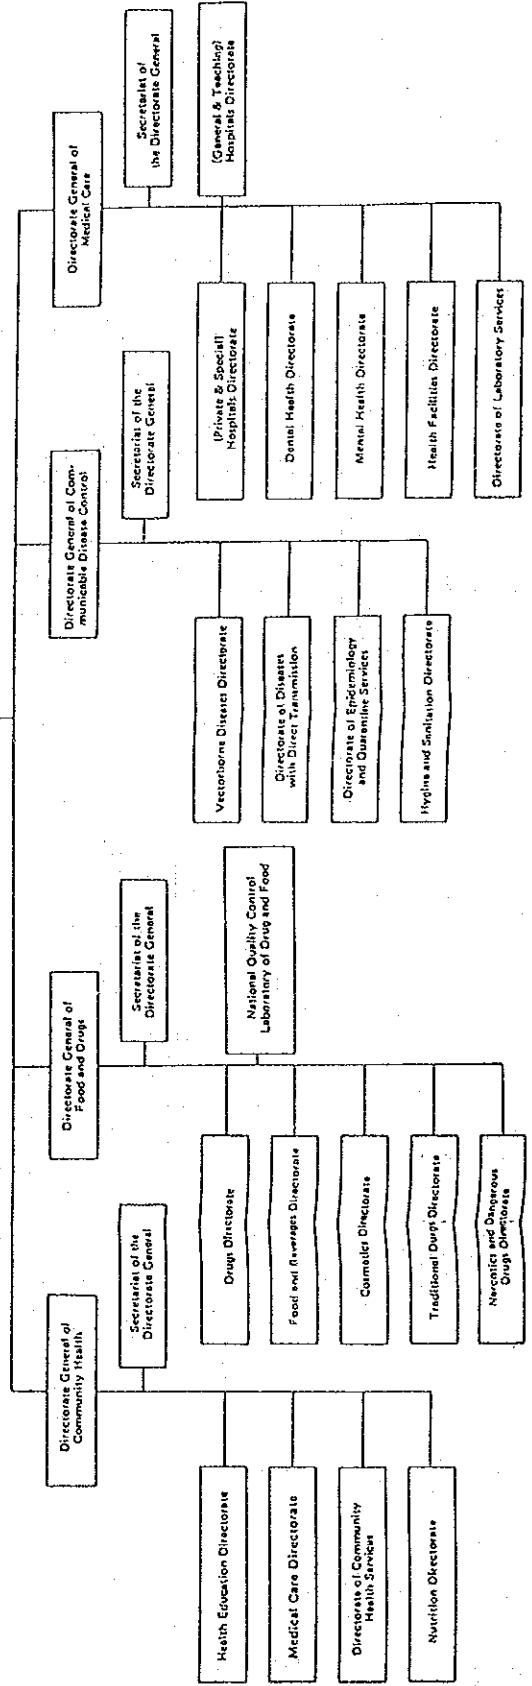 Directorate General of
Community Health
Secretariat of the
Directorate General
Health Education Directorate
Medical Care Directorate
Directorate of Community
Health Services
Nutrition Directorate
Directorate General of
Food and Drugs
Secretariat of the
Directorate General
National Quality Control
Laboratory of Drug and Food
Drugs Directorate
Food and Beverages Directorate
Cosmetics Directorate
Traditional Durgs Directorate
Narcotics and Dangerous
Drugs Directorate
Directorate General of Com-
municable Disease Control
Secretariat of the
Directorate General
Vectorborne Diseases Directorate
Directorate of Diseases
with Direct Transmission
Directorate of Epidemiology
and Quarantine Services
Hygine and Sanitation Directorate
Directorate General of
Medical Care
Secretariat of
the Directorate General
(General & Teaching)
Hospitals Directorate
(Private & Special)
Hospitals Directorate
Dental Health Directorate
Mental Health Directorate
Health Facilities Directorate
Directorate of Laboratory Services